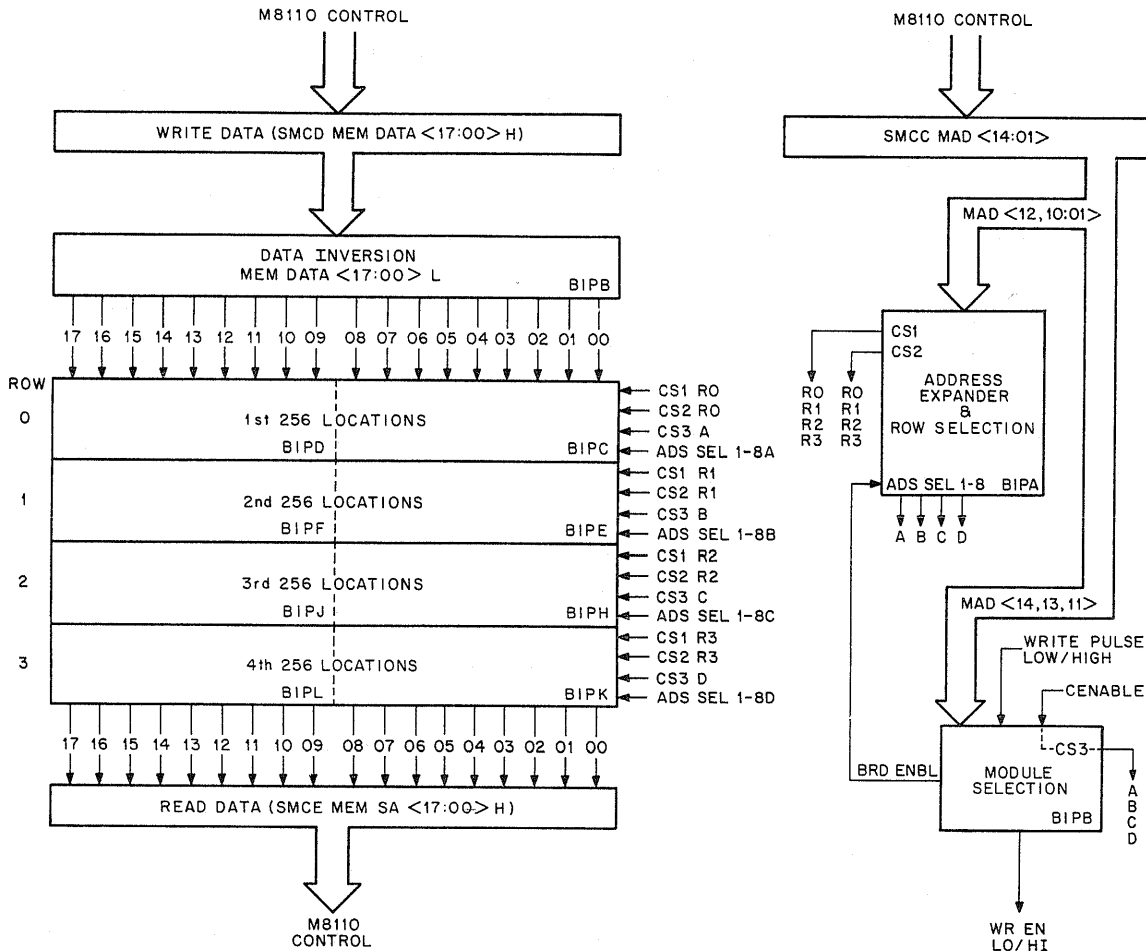 M8110 CONTROL
WRITE DATA (SMCD MEM DATA <17:00> H)
DATA INVERSION
MEM DATA <17:00> L
BIPB
17 16 15 14 13 12 11 10 09 08 07 06 05 04 03 02 01 00
ROW
0
1st 256 LOCATIONS
BIPD
BIPC
CS1 R0
CS2 R0
CS3 A
ADS SEL 1-8A
1
2nd 256 LOCATIONS
BIPF
BIPE
CS1 R1
CS2 R1
CS3 B
ADS SEL 1-8B
2
3rd 256 LOCATIONS
BIPJ
BIPH
CS1 R2
CS2 R2
CS3 C
ADS SEL 1-8C
3
4th 256 LOCATIONS
BIPL
BIPK
CS1 R3
CS2 R3
CS3 D
ADS SEL 1-8D
17 16 15 14 13 12 11 10 09 08 07 06 05 04 03 02 01 00
READ DATA (SMCE MEM SA <17:00> H)
M8110
CONTROL
M8110 CONTROL
SMCC MAD <14:01>
MAD <12, 10:01>
CS1
CS2
R0 R0
R1 R1
R2 R2
R3 R3
ADDRESS
EXPANDER
&
ROW SELECTION
ADS SEL 1-8 BIPA
A B C D
MAD <14, 13, 11>
WRITE PULSE
LOW/HIGH
CENABLE
CS3
BRD ENBL
MODULE
SELECTION
BIPB
A
B
C
D
WR EN
LO/HI